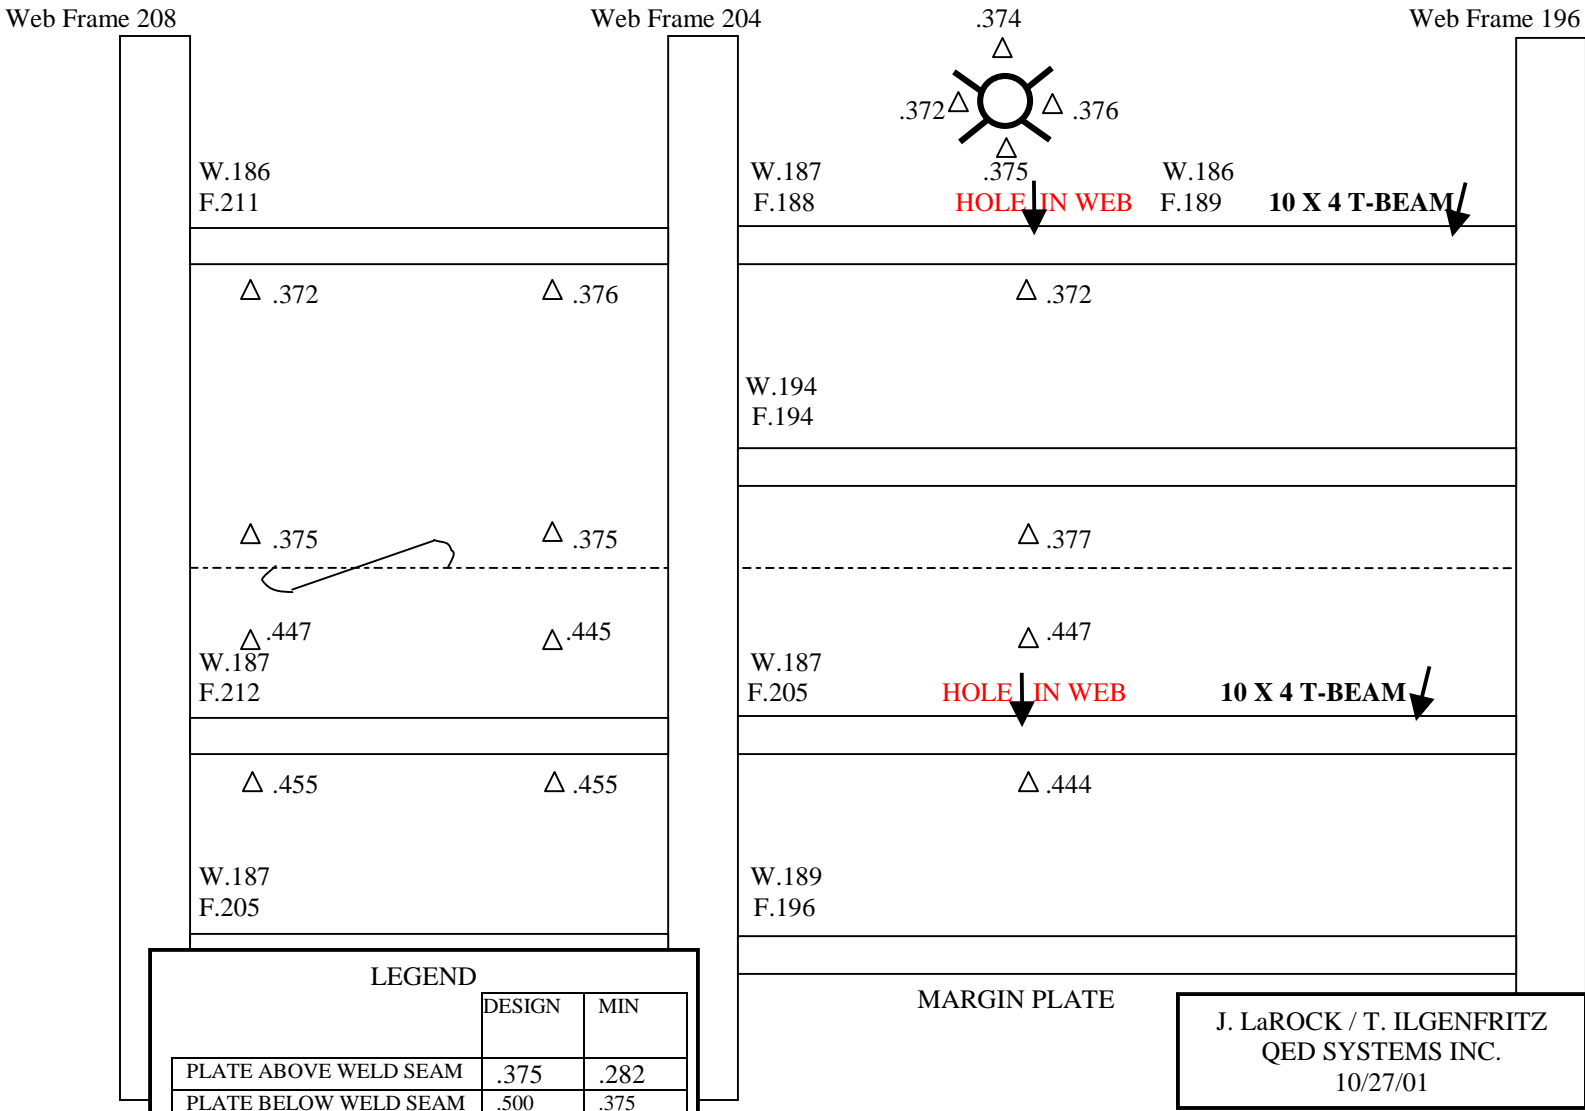 Web Frame 208 Web Frame 204 .374 Web Frame 196
.372 .376
W.186 W.187 .375 W.186
F.211 F.188 HOLE IN WEB F.189 10 X 4 T-BEAM
.372 .376 .372
W.194
F.194
.375 .375 .377
.447 .445 .447
W.187 W.187
F.212 F.205 HOLE IN WEB 10 X 4 T-BEAM
.455 .455 .444
W.187 W.189
F.205 F.196
LEGEND
DESIGN MIN
PLATE ABOVE WELD SEAM .375 .282
PLATE BELOW WELD SEAM .500 .375
MARGIN PLATE
J. LaROCK / T. ILGENFRITZ
QED SYSTEMS INC.
10/27/01